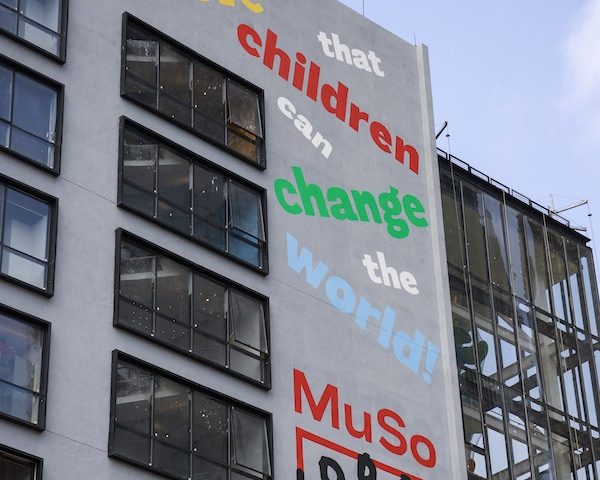 that
children
can
change
the
world!
MuSo